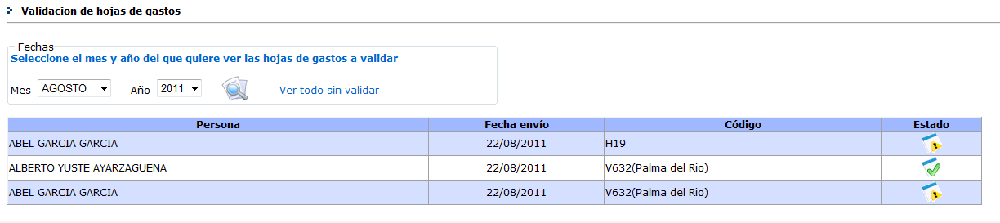 Validacion de hojas de gastos
Fechas
Seleccione el mes y año del que quiere ver las hojas de gastos a validar
Mes AGOSTO Año 2011 Ver todo sin validar
Persona Fecha envío Código Estado
ABEL GARCIA GARCIA 22/08/2011 H19
ALBERTO YUSTE AYARZAGUENA 22/08/2011 V632(Palma del Rio)
ABEL GARCIA GARCIA 22/08/2011 V632(Palma del Rio)